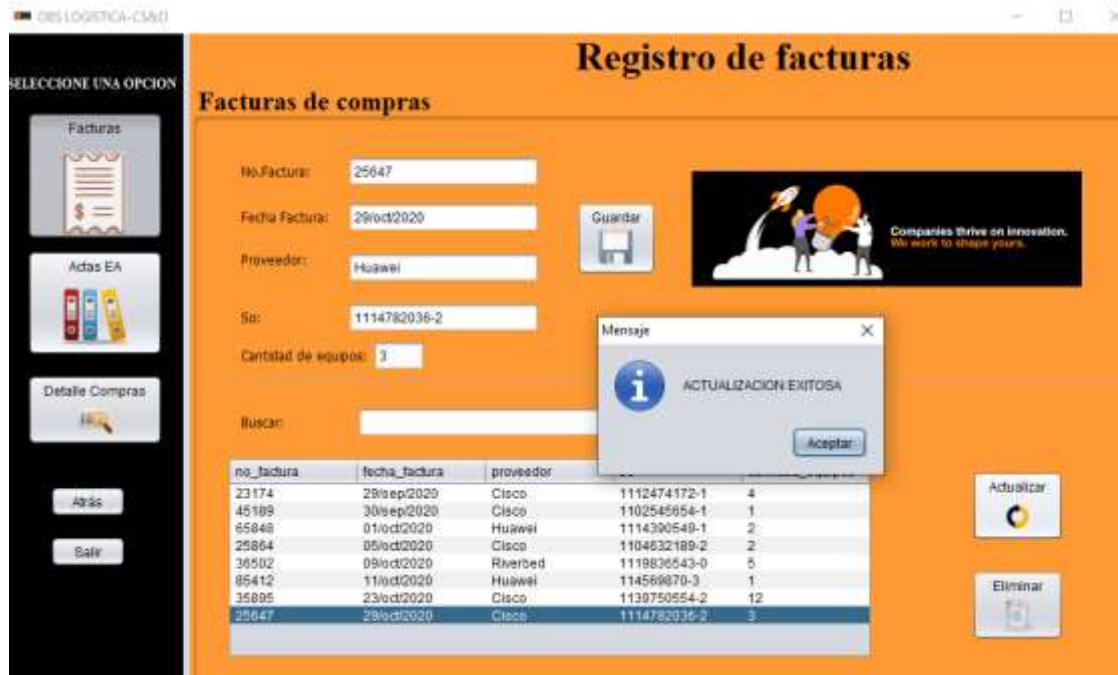 OBS LOGISTICA-CS&O
SELECCIONE UNA OPCION
Facturas
Actas EA
Detalle Compras
Atrás
Salir
Registro de facturas
Facturas de compras
No.Factura: 25647
Fecha Factura: 29/oct/2020
Proveedor: Huawei
So: 1114782036-2
Cantidad de equipos: 3
Guardar
Companies thrive on innovation.
We work to shape yours.
Mensaje
ACTUALIZACION EXITOSA
Aceptar
Buscar:
no_factura fecha_factura proveedor
23174 29/sep/2020 Cisco 1112474172-1 4
45189 30/sep/2020 Cisco 1102545654-1 1
65848 01/oct/2020 Huawei 1114390549-1 2
25864 05/oct/2020 Cisco 1104632189-2 2
36502 09/oct/2020 Riverbed 1119836543-0 5
85412 11/oct/2020 Huawei 114569870-3 1
35895 23/oct/2020 Cisco 1139750554-2 12
25647 29/oct/2020 Cisco 1114782036-2 3
Actualizar
Eliminar